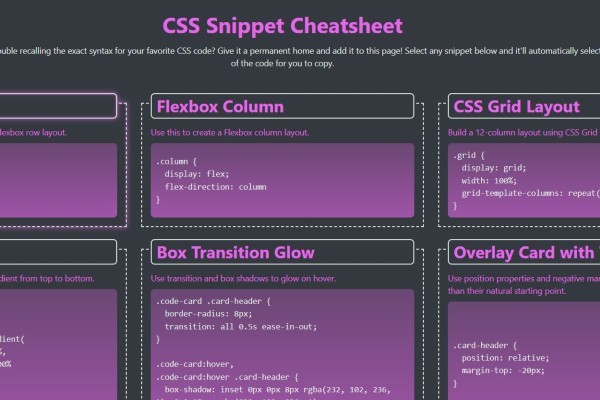 CSS Snippet Cheatsheet
recalling the exact syntax for your favorite CSS code? Give it a permanent home and add it to this page! Select any snippet below and it'll automatically
of the code for you to copy.
row layout.
Flexbox Column
Use this to create a Flexbox column layout.
.column {
display: flex;
flex-direction: column
}
CSS Grid Layout
Build a 12-column layout using CSS Grid
.grid {
display: grid;
width: 100%;
grid-template-columns: repeat(
}
from top to bottom.
Box Transition Glow
Use transition and box shadows to glow on hover.
.code-card .card-header {
border-radius: 8px;
transition: all 0.5s ease-in-out;
}
.code-card:hover,
.code-card:hover .card-header {
box-shadow: inset 0px 0px 8px rgba(232, 102, 236,
Overlay Card with
Use position properties and negative
than their natural starting point.
.card-header {
position: relative;
margin-top: -20px;
}